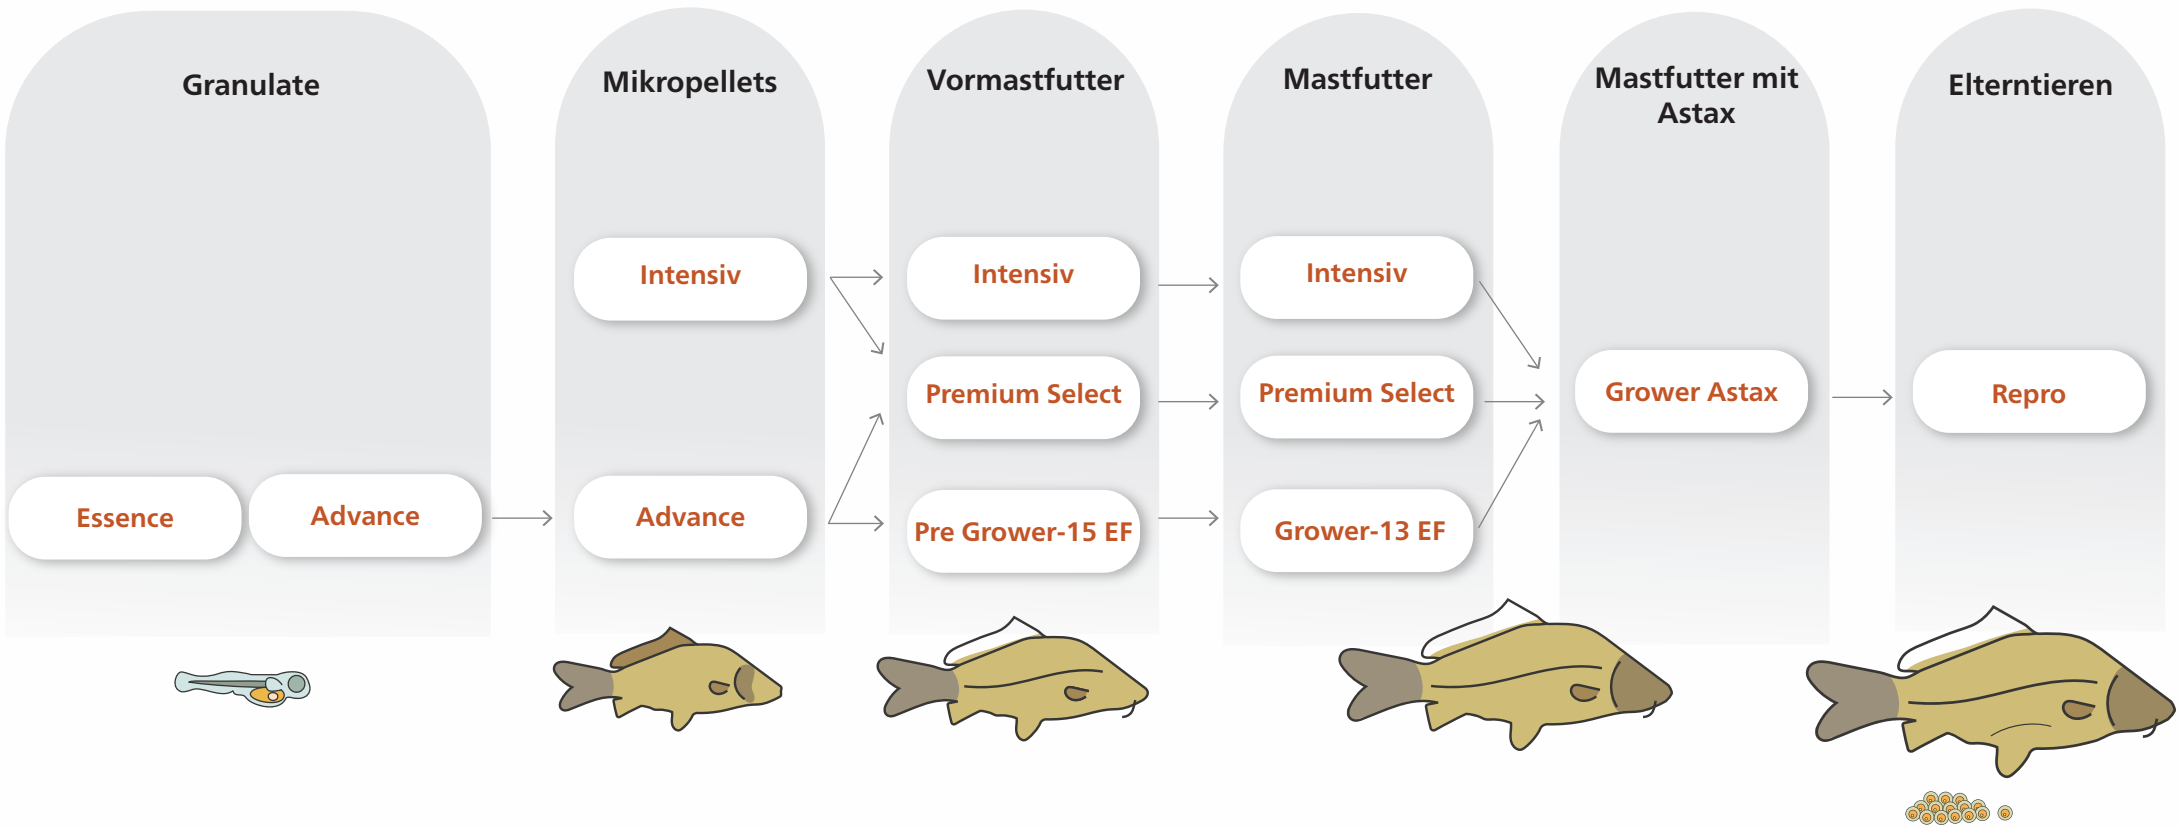 Granulate
Mikropellets
Vormastfutter
Mastfutter
Mastfutter mit
Astax
Elterntieren
Intensiv
Intensiv
Intensiv
Premium Select
Premium Select
Grower Astax
Repro
Essence
Advance
Advance
Pre Grower-15 EF
Grower-13 EF